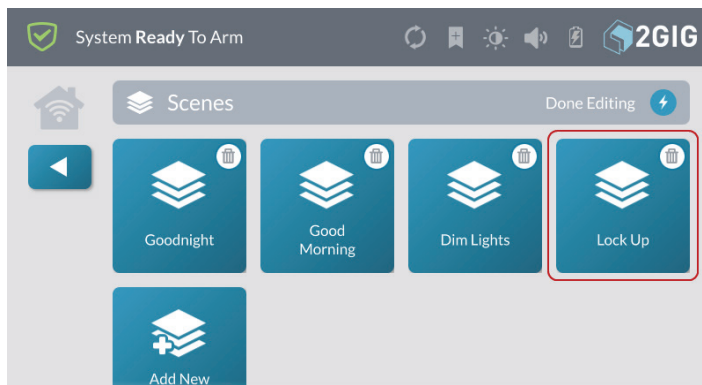 System Ready To Arm
2GIG
Scenes
Done Editing
Goodnight
Good
Morning
Dim Lights
Lock Up
Add New